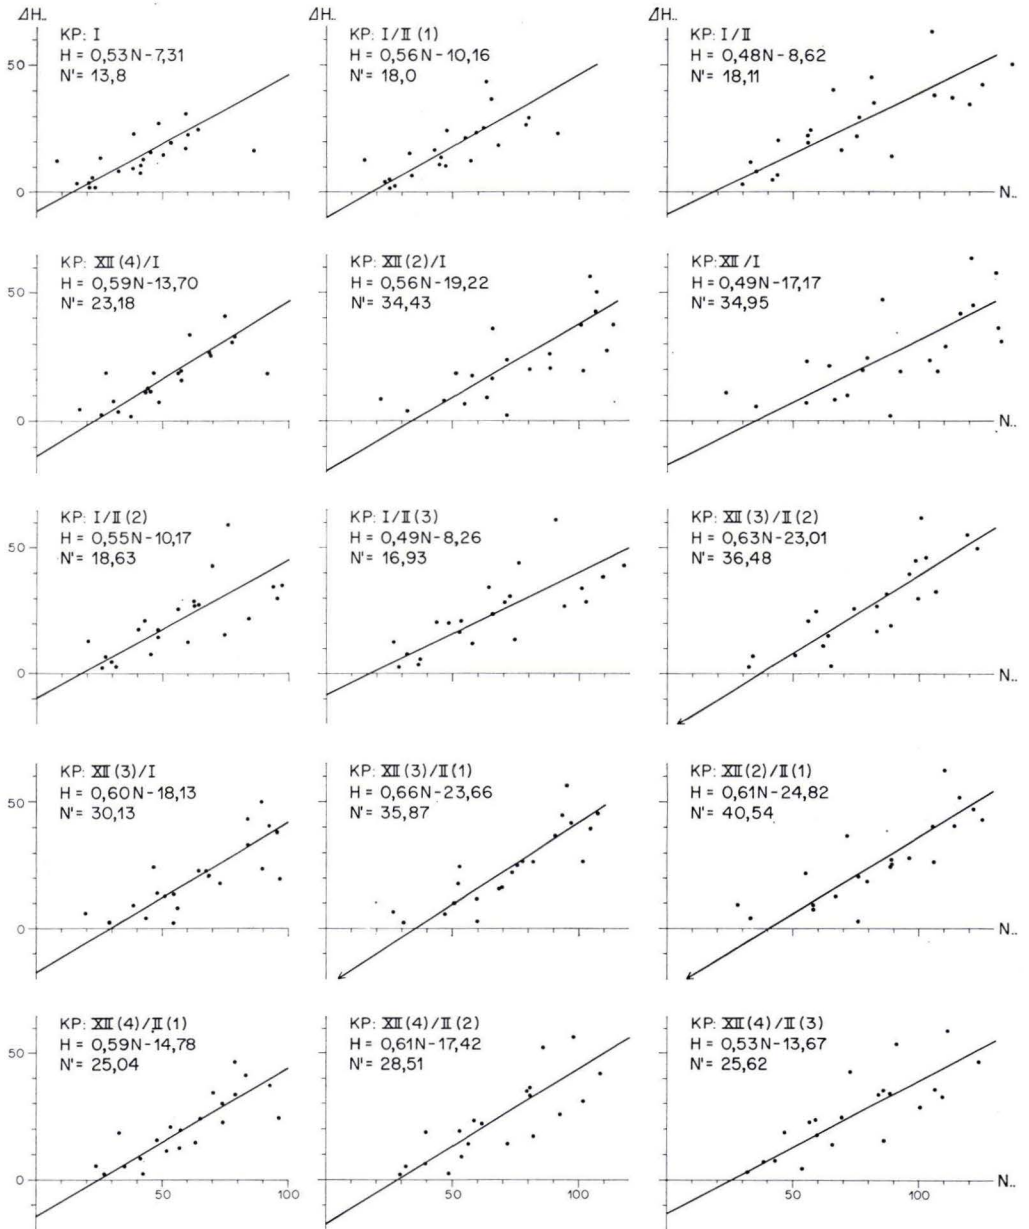 ΔH..
ΔH..
KP: I
H = 0,53N-7,31
N' = 13,8
KP: I/II (1)
H = 0,56N-10,16
N' = 18,0
KP: I/II
H = 0,48N-8,62
N' = 18,11
50
0
N..
KP: XII (4)/I
H = 0,59N-13,70
N' = 23,18
KP: XII (2)/I
H = 0,56N-19,22
N' = 34,43
KP: XII /I
H = 0,49N-17,17
N' = 34,95
50
0
N..
KP: I/II (2)
H = 0,55N-10,17
N' = 18,63
KP: I/II (3)
H = 0,49N-8,26
N' = 16,93
KP: XII (3)/II (2)
H = 0,63N-23,01
N' = 36,48
50
0
N..
KP: XII (3)/I
H = 0,60N-18,13
N' = 30,13
KP: XII (3)/II (1)
H = 0,66N-23,66
N' = 35,87
KP: XII (2)/II (1)
H = 0,61N-24,82
N' = 40,54
50
0
N..
KP: XII (4)/II (1)
H = 0,59N-14,78
N' = 25,04
KP: XII (4)/II (2)
H = 0,61N-17,42
N' = 28,51
KP: XII (4)/II (3)
H = 0,53N-13,67
N' = 25,62
50
0
N..
50 100
50 100
50 100